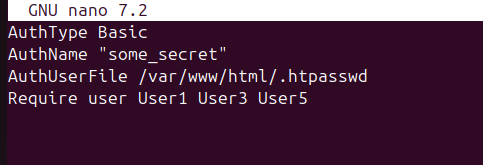 GNU nano 7.2
AuthType Basic
AuthName "some_secret"
AuthUserFile /var/www/html/.htpasswd
Require user User1 User3 User5